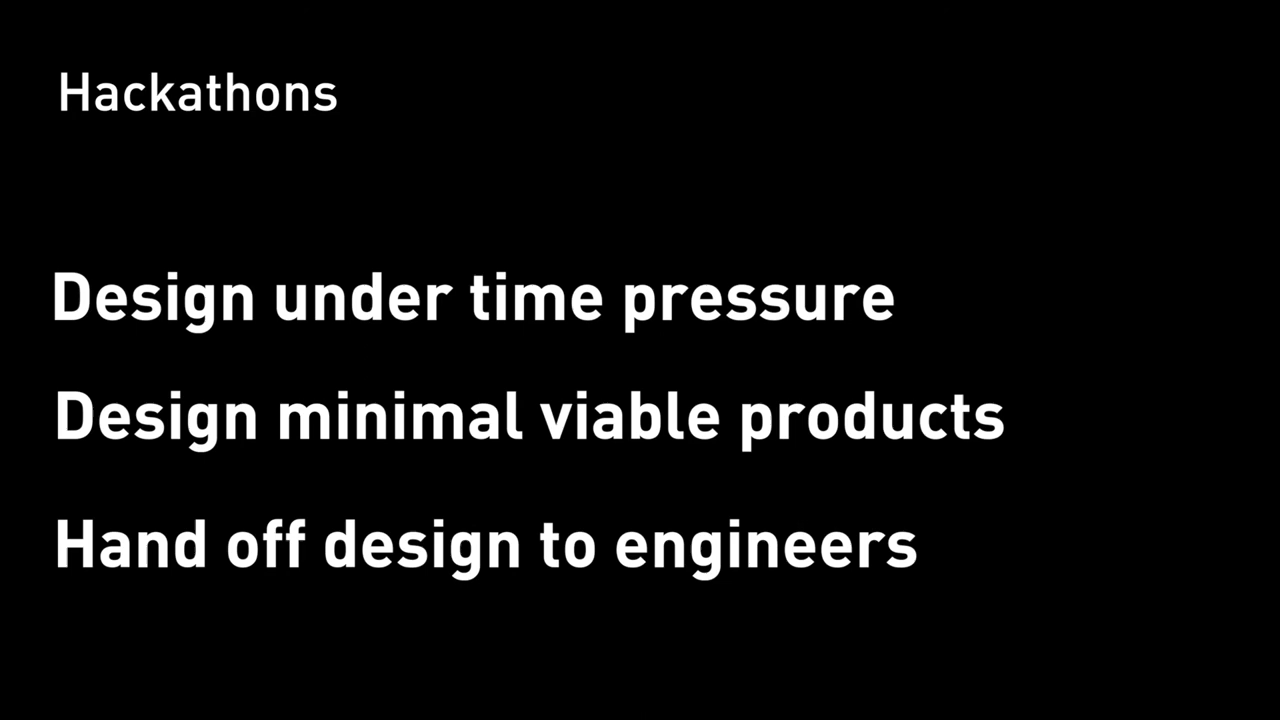 Hackathons
Design under time pressure
Design minimal viable products
Hand off design to engineers